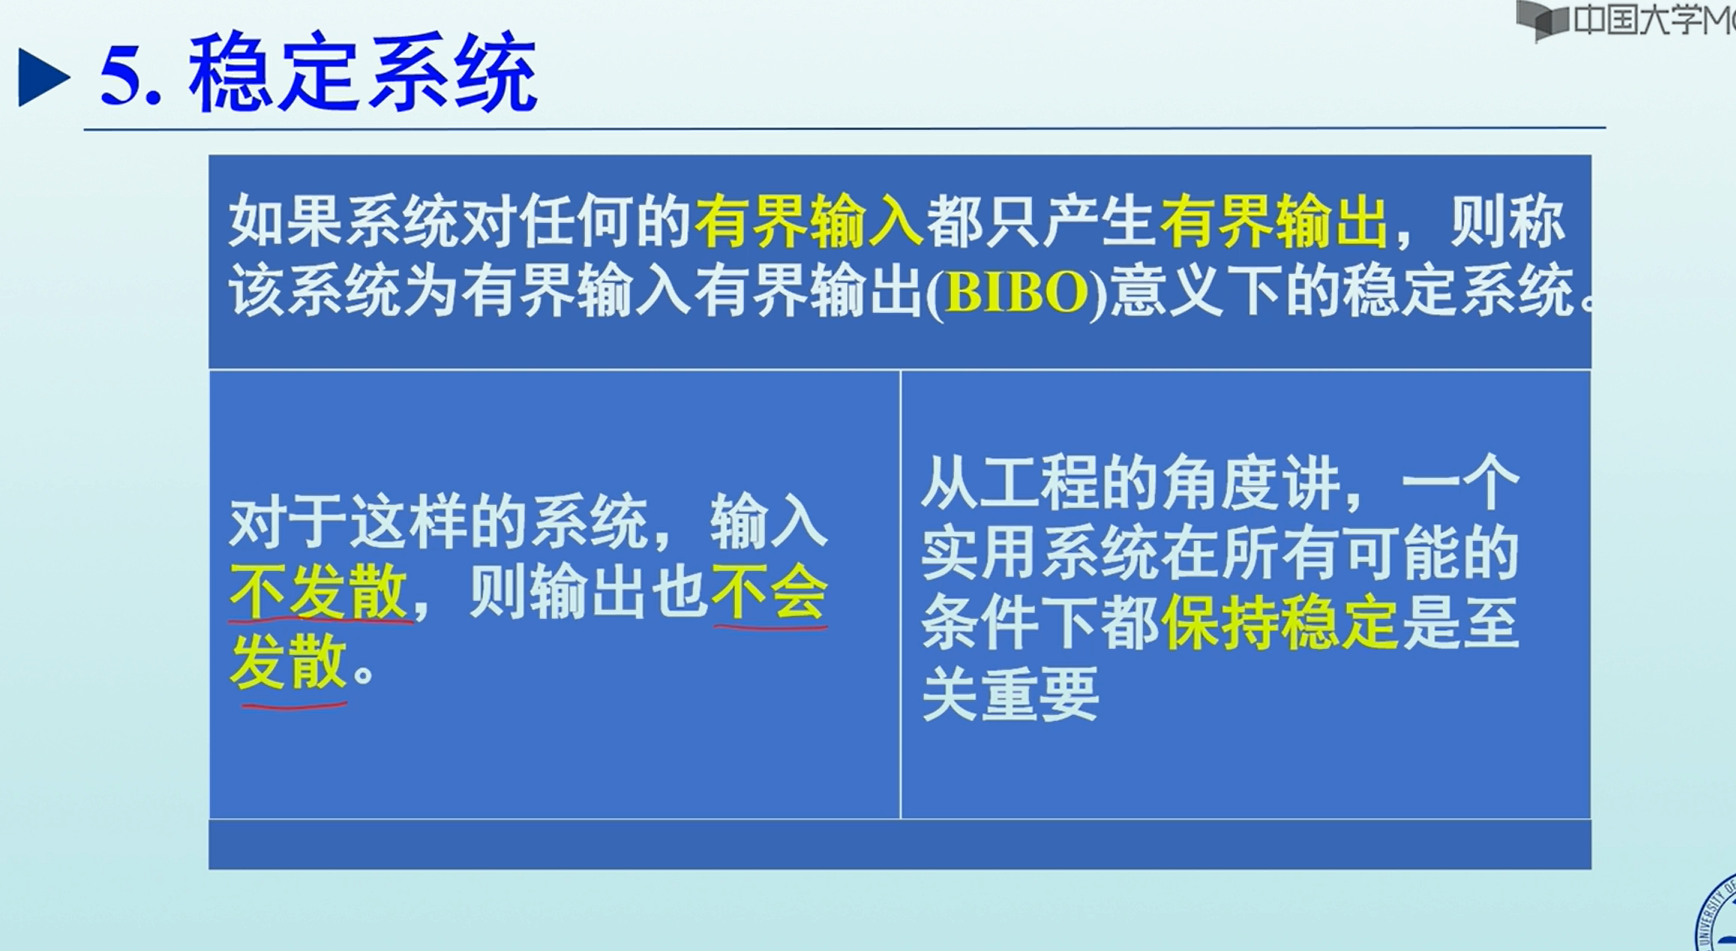 中国大学MO
5. 稳定系统
如果系统对任何的有界输入都只产生有界输出，则称
该系统为有界输入有界输出(BIBO)意义下的稳定系统。
对于这样的系统，输入
不发散，则输出也不会
发散。
从工程的角度讲，一个
实用系统在所有可能的
条件下都保持稳定是至
关重要
UNIVERSITY OF